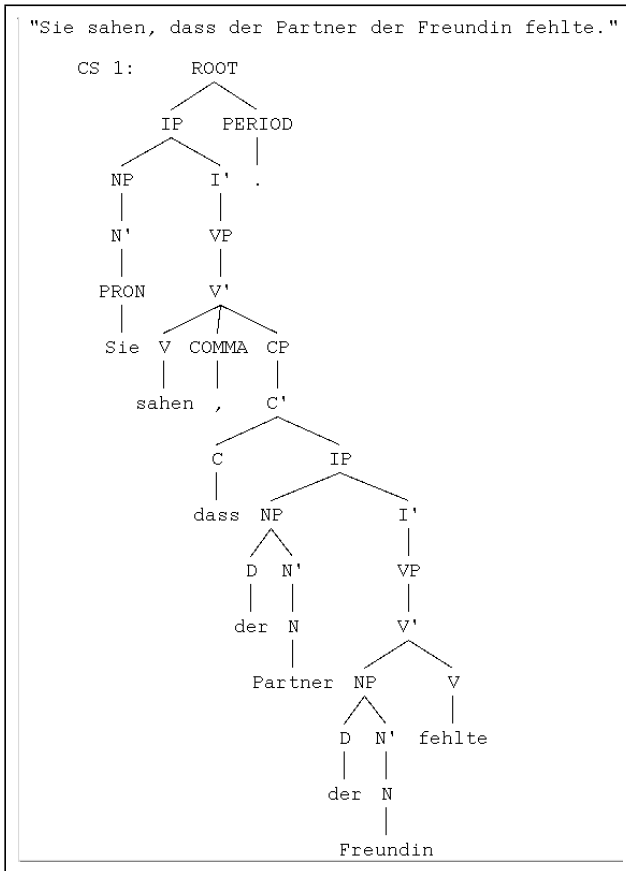 "Sie sahen, dass der Partner der Freundin fehlte."
CS 1: ROOT
IP PERIOD
NP I' .
N' VP
PRON V'
Sie V COMMA CP
sahen , C'
C IP
dass NP I'
D N' VP
der N V'
Partner NP V
D N' fehlte
der N
Freundin